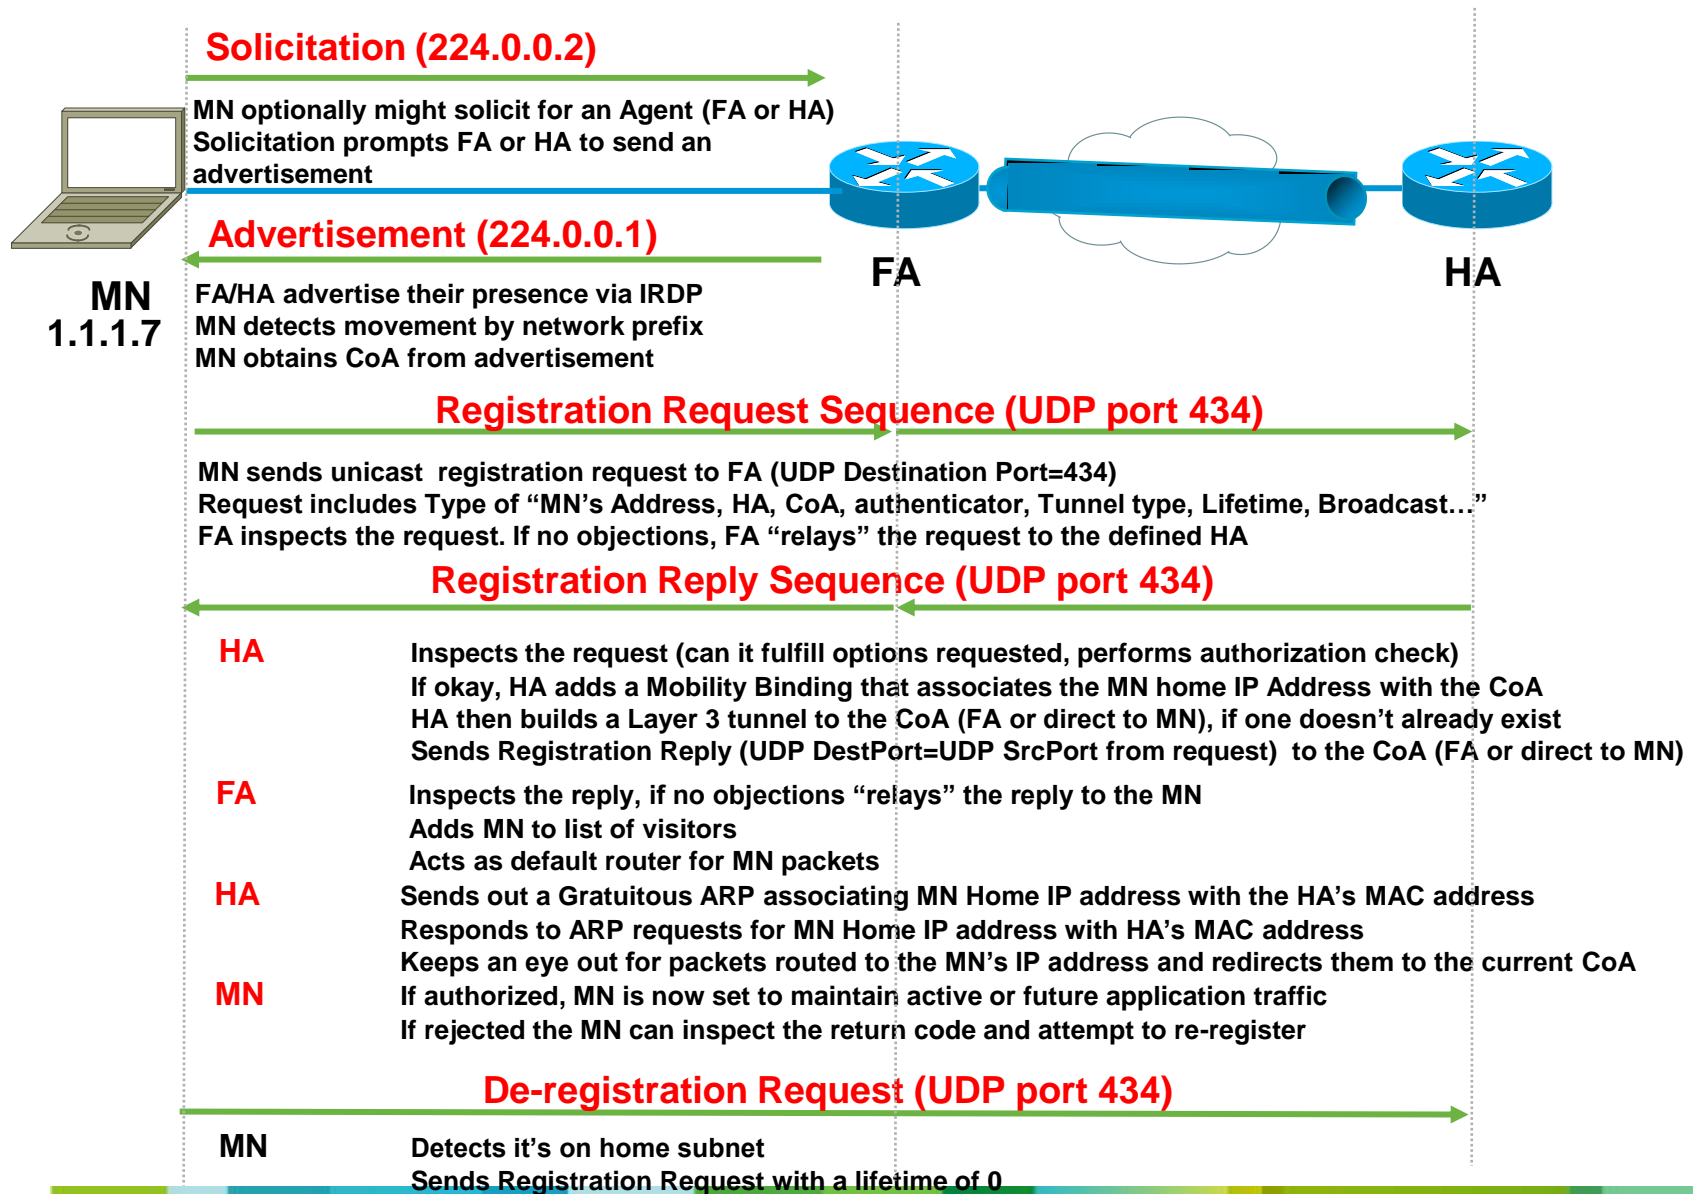 Solicitation (224.0.0.2)
MN optionally might solicit for an Agent (FA or HA)
Solicitation prompts FA or HA to send an
advertisement
Advertisement (224.0.0.1)
FA
HA
MN
1.1.1.7
FA/HA advertise their presence via IRDP
MN detects movement by network prefix
MN obtains CoA from advertisement
Registration Request Sequence (UDP port 434)
MN sends unicast registration request to FA (UDP Destination Port=434)
Request includes Type of “MN’s Address, HA, CoA, authenticator, Tunnel type, Lifetime, Broadcast…”
FA inspects the request. If no objections, FA “relays” the request to the defined HA
Registration Reply Sequence (UDP port 434)
HA Inspects the request (can it fulfill options requested, performs authorization check)
If okay, HA adds a Mobility Binding that associates the MN home IP Address with the CoA
HA then builds a Layer 3 tunnel to the CoA (FA or direct to MN), if one doesn’t already exist
Sends Registration Reply (UDP DestPort=UDP SrcPort from request) to the CoA (FA or direct to MN)
FA Inspects the reply, if no objections “relays” the reply to the MN
Adds MN to list of visitors
Acts as default router for MN packets
HA Sends out a Gratuitous ARP associating MN Home IP address with the HA’s MAC address
Responds to ARP requests for MN Home IP address with HA’s MAC address
Keeps an eye out for packets routed to the MN’s IP address and redirects them to the current CoA
MN If authorized, MN is now set to maintain active or future application traffic
If rejected the MN can inspect the return code and attempt to re-register
De-registration Request (UDP port 434)
MN Detects it’s on home subnet
Sends Registration Request with a lifetime of 0